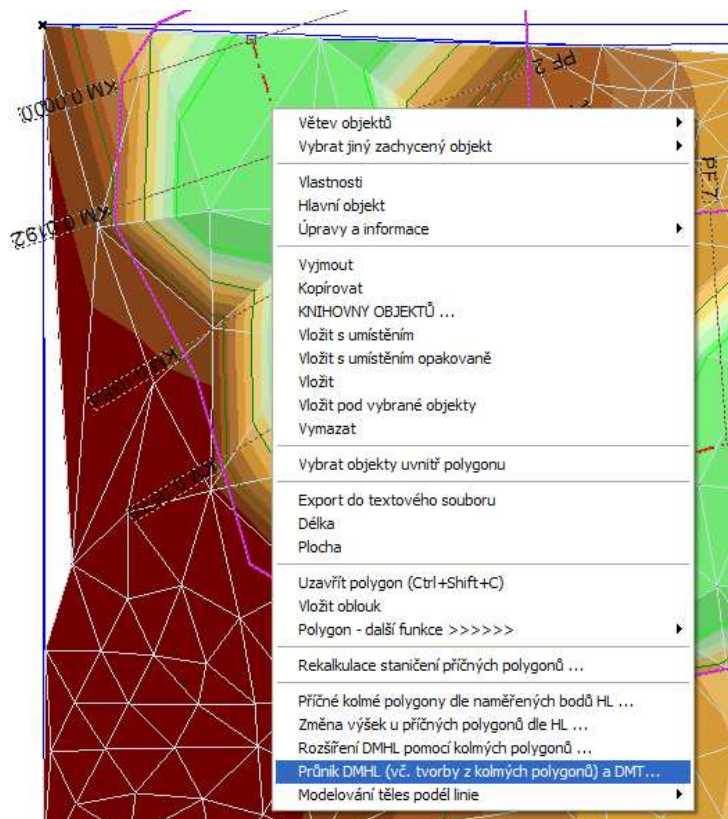 PF 2
KM 0.0000
PF 7
KM 0.0192
Větev objektů
Vybrat jiný zachycený objekt
Vlastnosti
Hlavní objekt
Úpravy a informace
Vyjmout
Kopírovat
KNIHOVNY OBJEKTŮ ...
Vložit s umístěním
Vložit s umístěním opakovaně
Vložit
Vložit pod vybrané objekty
Vymazat
Vybrat objekty uvnitř polygonu
Export do textového souboru
Délka
Plocha
Uzavřít polygon (Ctrl+Shift+C)
Vložit oblouk
Polygon - další funkce >>>>>>
Rekalkulace staničení příčných polygonů ...
Příčné kolmé polygony dle naměřených bodů HL ...
Změna výšek u příčných polygonů dle HL ...
Rozšíření DMHL pomocí kolmých polygonů ...
Průnik DMHL (vč. tvorby z kolmých polygonů) a DMT...
Modelování těles podél linie